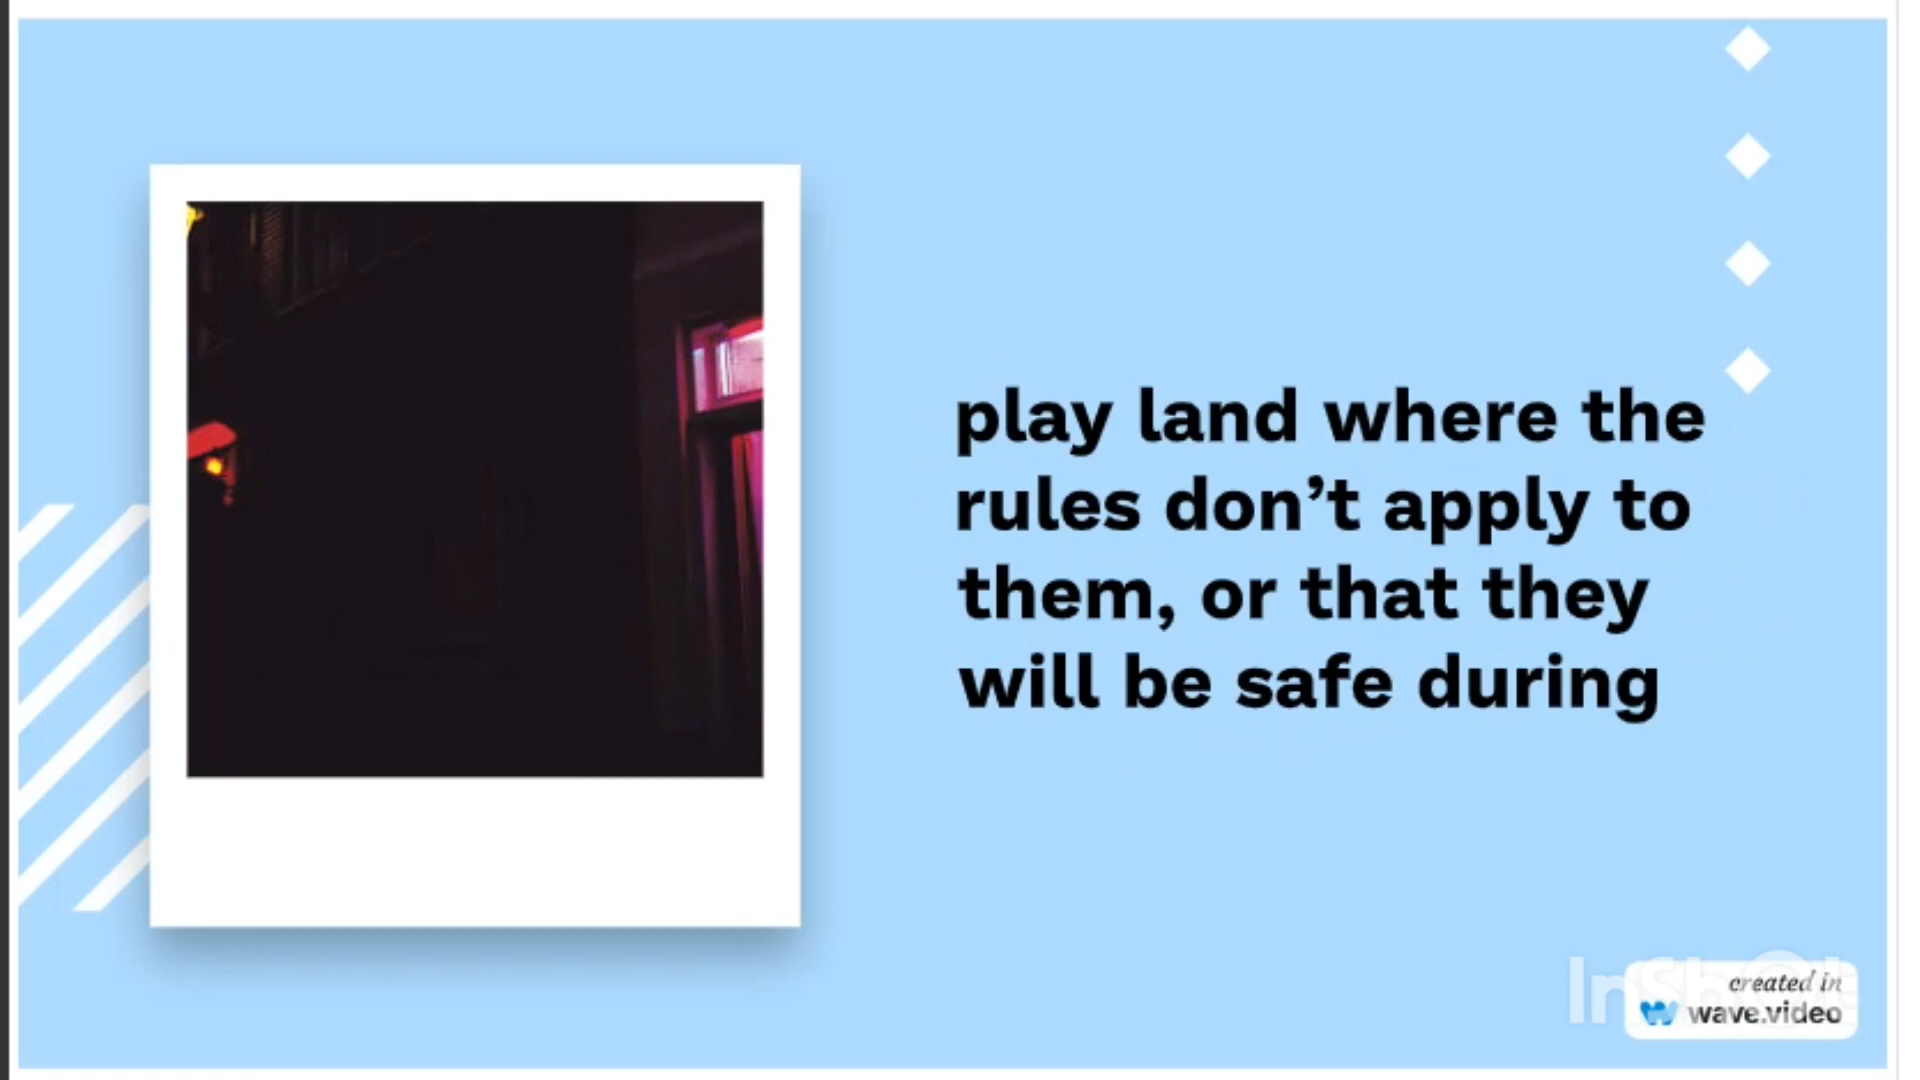 play land where the
rules don’t apply to
them, or that they
will be safe during
InShOt
created in
wave.video